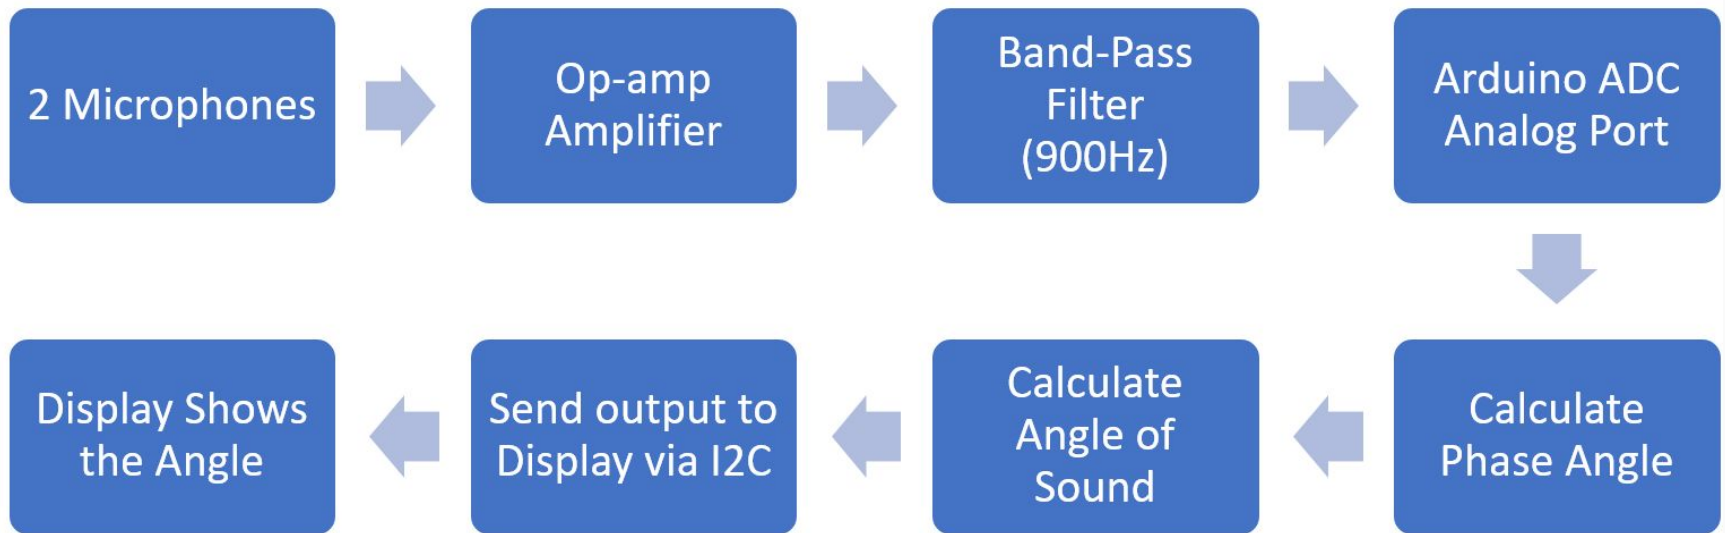 2 Microphones
Op-amp
Amplifier
Band-Pass
Filter
(900Hz)
Arduino ADC
Analog Port
Calculate
Phase Angle
Calculate
Angle of
Sound
Send output to
Display via I2C
Display Shows
the Angle